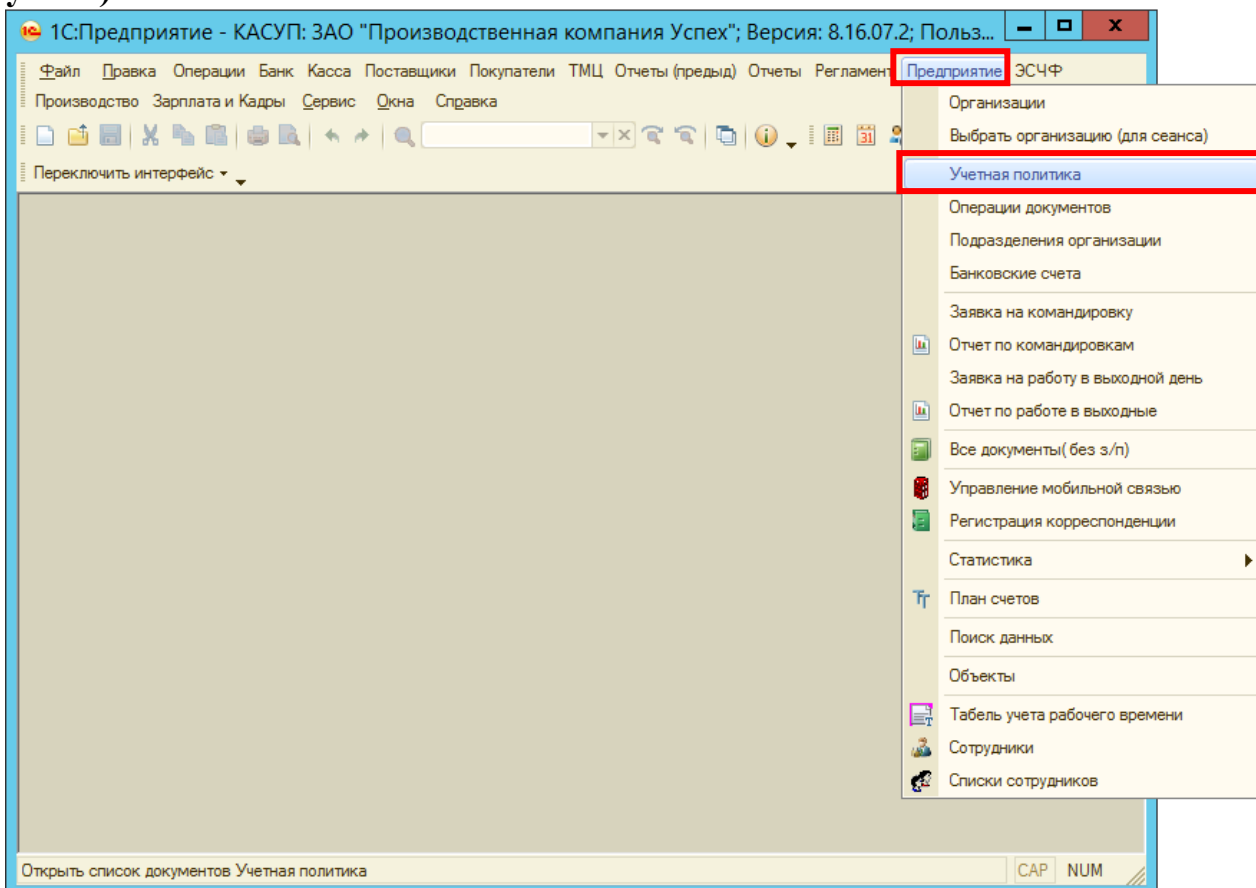 1С:Предприятие - КАСУП: ЗАО "Производственная компания Успех"; Версия: 8.16.07.2; Польз...
Файл Правка Операции Банк Касса Поставщики Покупатели ТМЦ Отчеты (предыд) Отчеты Регламент Предприятие ЭСЧФ
Производство Зарплата и Кадры Сервис Окна Справка
Переключить интерфейс
Организации
Выбрать организацию (для сеанса)
Учетная политика
Операции документов
Подразделения организации
Банковские счета
Заявка на командировку
Отчет по командировкам
Заявка на работу в выходной день
Отчет по работе в выходные
Все документы( без з/п)
Управление мобильной связью
Регистрация корреспонденции
Статистика
План счетов
Поиск данных
Объекты
Табель учета рабочего времени
Сотрудники
Списки сотрудников
Открыть список документов Учетная политика CAP NUM